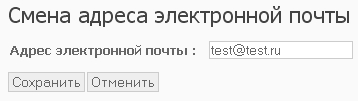 Смена адреса электронной почты
Адрес электронной почты : test@test.ru
Сохранить Отменить